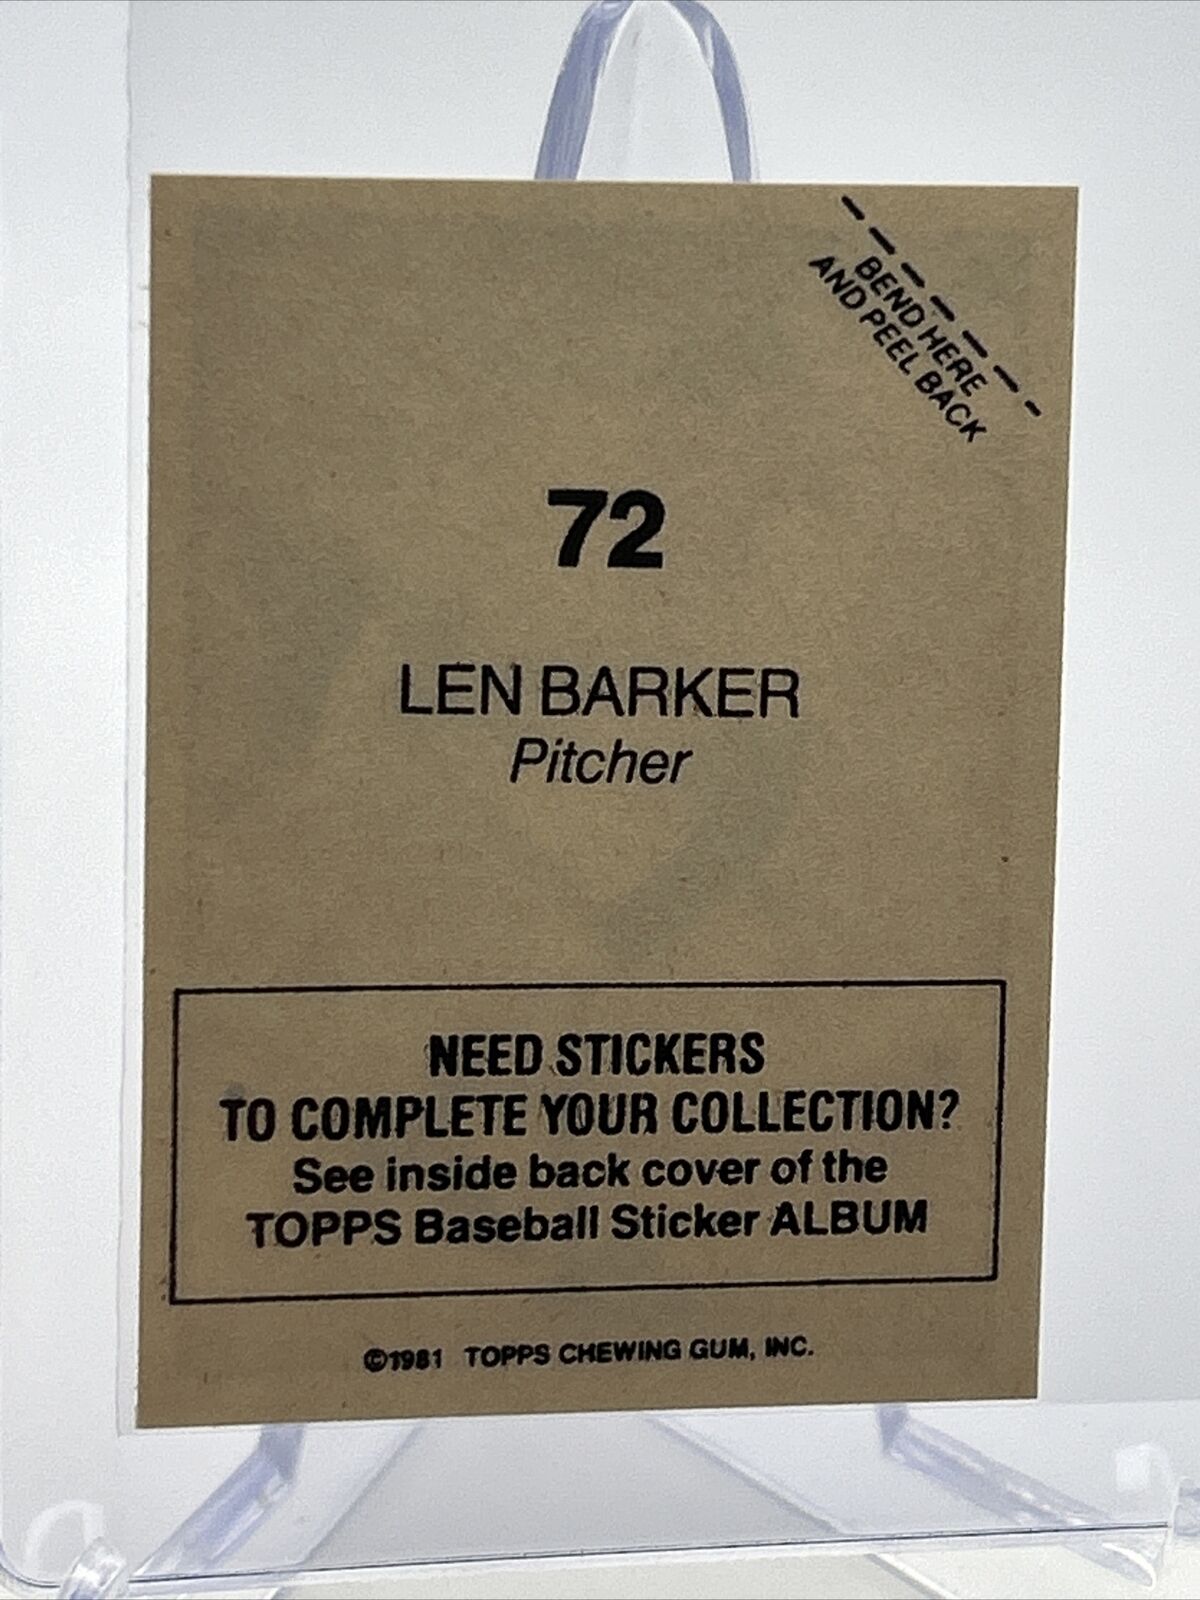 BEND HERE
AND PEEL BACK
72
LEN BARKER
Pitcher
NEED STICKERS
TO COMPLETE YOUR COLLECTION?
See inside back cover of the
TOPPS Baseball Sticker ALBUM
©1981 TOPPS CHEWING GUM, INC.